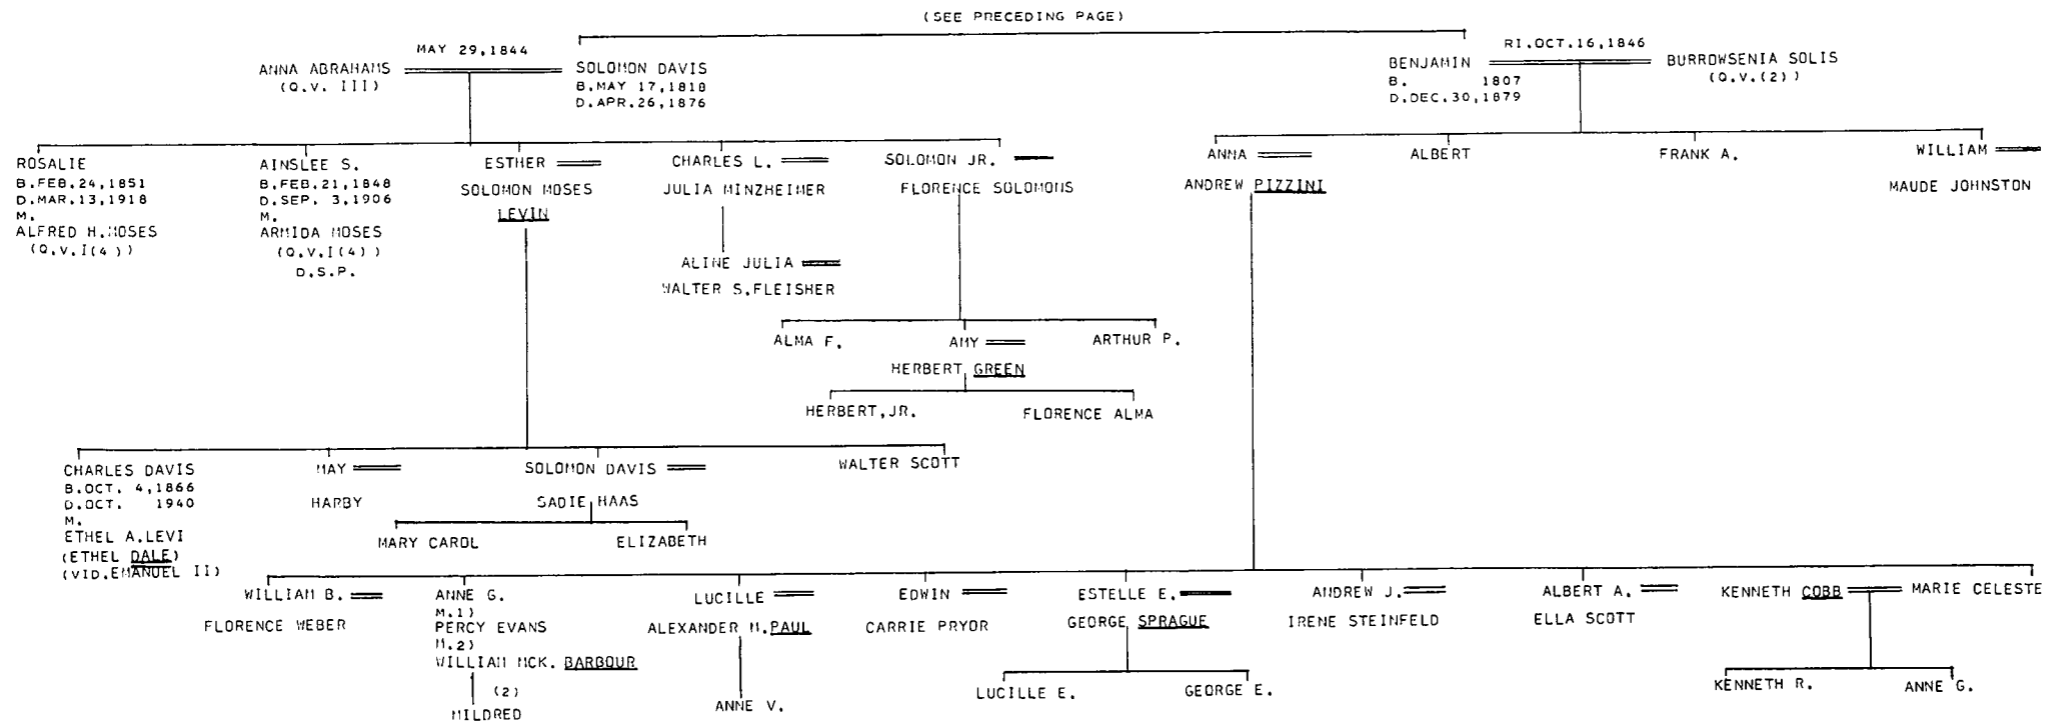 (SEE PRECEDING PAGE)
MAY 29,1844
RI.OCT.16,1846
ANNA ABRAHAMS
(Q.V. III)
SOLOMON DAVIS
B.MAY 17,1818
D.APR.26,1876
BENJAMIN
B. 1807
D.DEC.30,1879
BURROWSENIA SOLIS
(Q.V.(2))
ROSALIE
B.FEB.24,1851
D.MAR.13,1918
M.
ALFRED H.MOSES
(Q.V.I(4))
AINSLEE S.
B.FEB.21,1848
D.SEP. 3,1906
M.
ARMIDA MOSES
(Q.V.I(4))
D.S.P.
ESTHER
SOLOMON MOSES
LEVIN
CHARLES L.
JULIA MINZHEIMER
SOLOMON JR.
FLORENCE SOLOMONS
ANNA
ANDREW PIZZINI
ALBERT
FRANK A.
WILLIAM
MAUDE JOHNSTON
ALINE JULIA
WALTER S.FLEISHER
ALMA F.
AMY
ARTHUR P.
HERBERT GREEN
HERBERT,JR.
FLORENCE ALMA
CHARLES DAVIS
B.OCT. 4,1866
D.OCT. 1940
M.
ETHEL A.LEVI
(ETHEL DALE)
(VID.EMANUEL II)
MAY
HARBY
SOLOMON DAVIS
SADIE HAAS
WALTER SCOTT
MARY CAROL
ELIZABETH
WILLIAM B.
FLORENCE WEBER
ANNE G.
M.1)
PERCY EVANS
M.2)
WILLIAM MCK. BARBOUR
(2)
MILDRED
LUCILLE
ALEXANDER M.PAUL
ANNE V.
EDWIN
CARRIE PRYOR
ESTELLE E.
GEORGE SPRAGUE
LUCILLE E.
GEORGE E.
ANDREW J.
IRENE STEINFELD
ALBERT A.
ELLA SCOTT
KENNETH COBB
MARIE CELESTE
KENNETH R.
ANNE G.